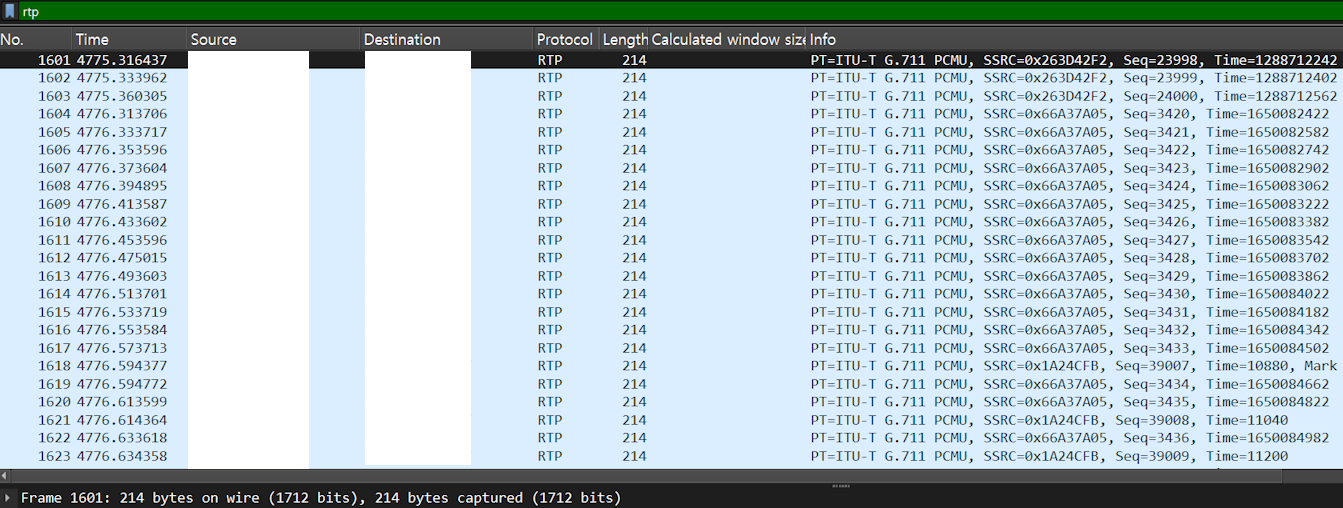 rtp
No. Time Source Destination Protocol Length Calculated window size Info
1601 4775.316437 RTP 214 PT=ITU-T G.711 PCMU, SSRC=0x263D42F2, Seq=23998, Time=1288712242
1602 4775.333962 RTP 214 PT=ITU-T G.711 PCMU, SSRC=0x263D42F2, Seq=23999, Time=1288712402
1603 4775.360305 RTP 214 PT=ITU-T G.711 PCMU, SSRC=0x263D42F2, Seq=24000, Time=1288712562
1604 4776.313706 RTP 214 PT=ITU-T G.711 PCMU, SSRC=0x66A37A05, Seq=3420, Time=1650082422
1605 4776.333717 RTP 214 PT=ITU-T G.711 PCMU, SSRC=0x66A37A05, Seq=3421, Time=1650082582
1606 4776.353596 RTP 214 PT=ITU-T G.711 PCMU, SSRC=0x66A37A05, Seq=3422, Time=1650082742
1607 4776.373604 RTP 214 PT=ITU-T G.711 PCMU, SSRC=0x66A37A05, Seq=3423, Time=1650082902
1608 4776.394895 RTP 214 PT=ITU-T G.711 PCMU, SSRC=0x66A37A05, Seq=3424, Time=1650083062
1609 4776.413587 RTP 214 PT=ITU-T G.711 PCMU, SSRC=0x66A37A05, Seq=3425, Time=1650083222
1610 4776.433602 RTP 214 PT=ITU-T G.711 PCMU, SSRC=0x66A37A05, Seq=3426, Time=1650083382
1611 4776.453596 RTP 214 PT=ITU-T G.711 PCMU, SSRC=0x66A37A05, Seq=3427, Time=1650083542
1612 4776.475015 RTP 214 PT=ITU-T G.711 PCMU, SSRC=0x66A37A05, Seq=3428, Time=1650083702
1613 4776.493603 RTP 214 PT=ITU-T G.711 PCMU, SSRC=0x66A37A05, Seq=3429, Time=1650083862
1614 4776.513701 RTP 214 PT=ITU-T G.711 PCMU, SSRC=0x66A37A05, Seq=3430, Time=1650084022
1615 4776.533719 RTP 214 PT=ITU-T G.711 PCMU, SSRC=0x66A37A05, Seq=3431, Time=1650084182
1616 4776.553584 RTP 214 PT=ITU-T G.711 PCMU, SSRC=0x66A37A05, Seq=3432, Time=1650084342
1617 4776.573713 RTP 214 PT=ITU-T G.711 PCMU, SSRC=0x66A37A05, Seq=3433, Time=1650084502
1618 4776.594377 RTP 214 PT=ITU-T G.711 PCMU, SSRC=0x1A24CFB, Seq=39007, Time=10880, Mark
1619 4776.594772 RTP 214 PT=ITU-T G.711 PCMU, SSRC=0x66A37A05, Seq=3434, Time=1650084662
1620 4776.613599 RTP 214 PT=ITU-T G.711 PCMU, SSRC=0x66A37A05, Seq=3435, Time=1650084822
1621 4776.614364 RTP 214 PT=ITU-T G.711 PCMU, SSRC=0x1A24CFB, Seq=39008, Time=11040
1622 4776.633618 RTP 214 PT=ITU-T G.711 PCMU, SSRC=0x66A37A05, Seq=3436, Time=1650084982
1623 4776.634358 RTP 214 PT=ITU-T G.711 PCMU, SSRC=0x1A24CFB, Seq=39009, Time=11200
Frame 1601: 214 bytes on wire (1712 bits), 214 bytes captured (1712 bits)